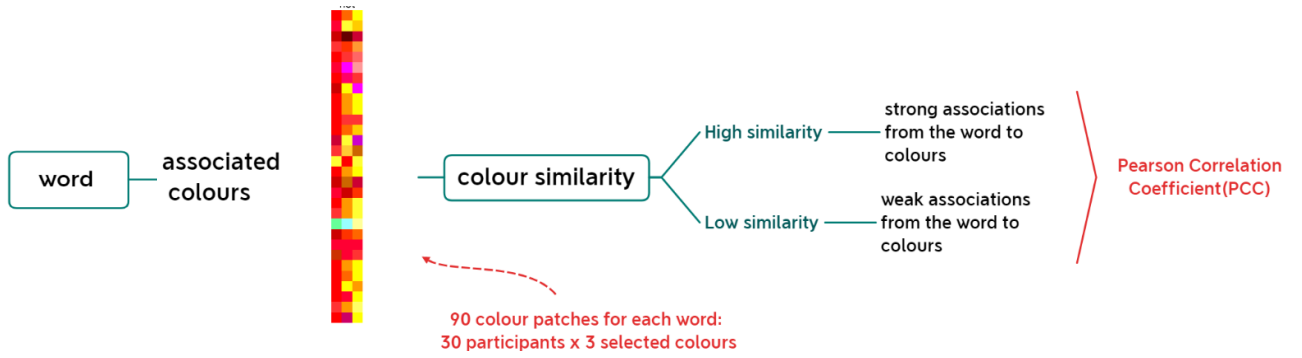 word
associated
colours
colour similarity
High similarity
strong associations
from the word to
colours
Low similarity
weak associations
from the word to
colours
Pearson Correlation
Coefficient(PCC)
90 colour patches for each word:
30 participants x 3 selected colours